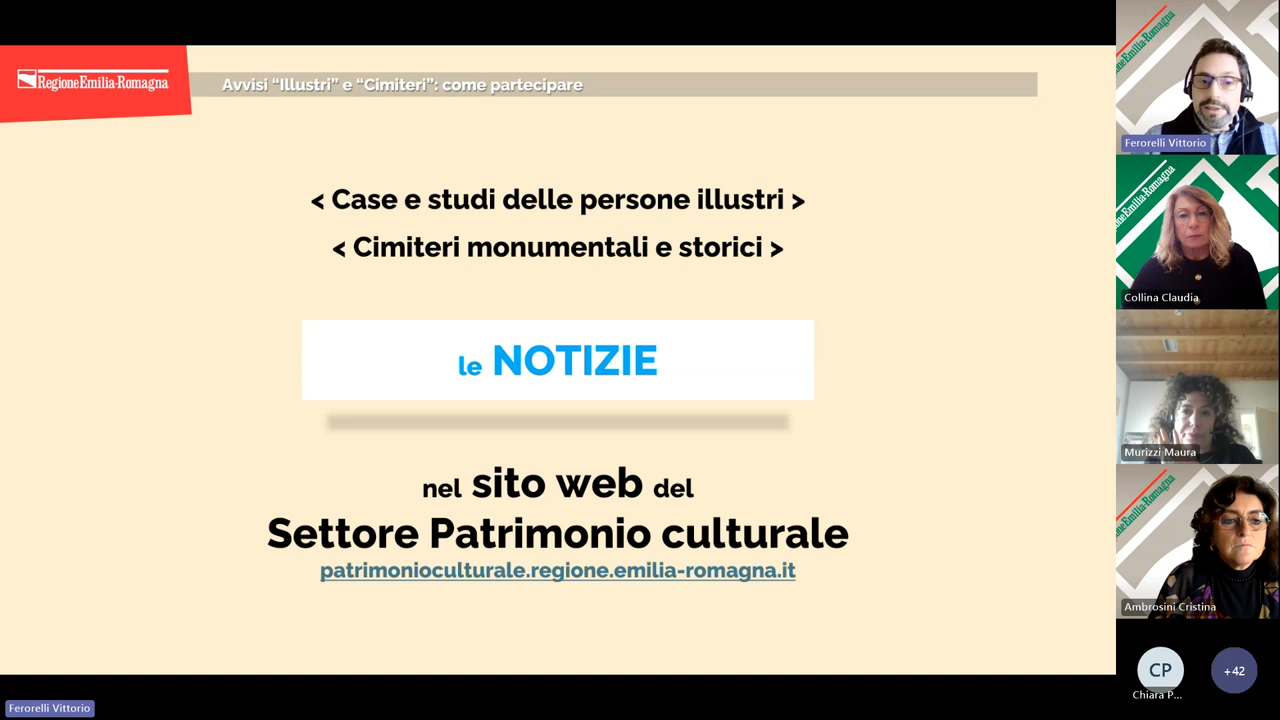 RegioneEmilia-Romagna
Avvisi “Illustri” e “Cimiteri”: come partecipare
< Case e studi delle persone illustri >
< Cimiteri monumentali e storici >
le NOTIZIE
nel sito web del
Settore Patrimonio culturale
patrimonioculturale.regione.emilia-romagna.it
Ferorelli Vittorio
Collina Claudia
Murizzi Maura
Ambrosini Cristina
CP
Chiara P...
+42
Ferorelli Vittorio